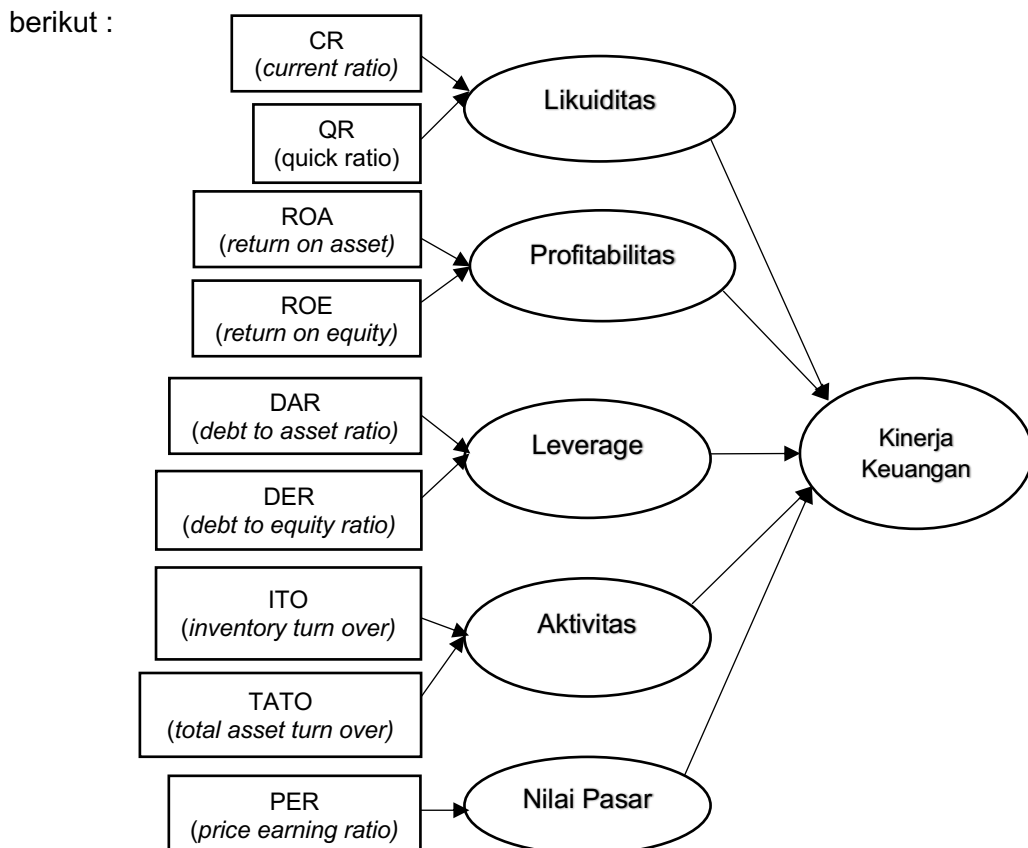 berikut :
CR
(current ratio)
Likuiditas
QR
(quick ratio)
ROA
(return on asset)
Profitabilitas
ROE
(return on equity)
DAR
(debt to asset ratio)
Leverage
Kinerja
Keuangan
DER
(debt to equity ratio)
ITO
(inventory turn over)
Aktivitas
TATO
(total asset turn over)
PER
(price earning ratio)
Nilai Pasar